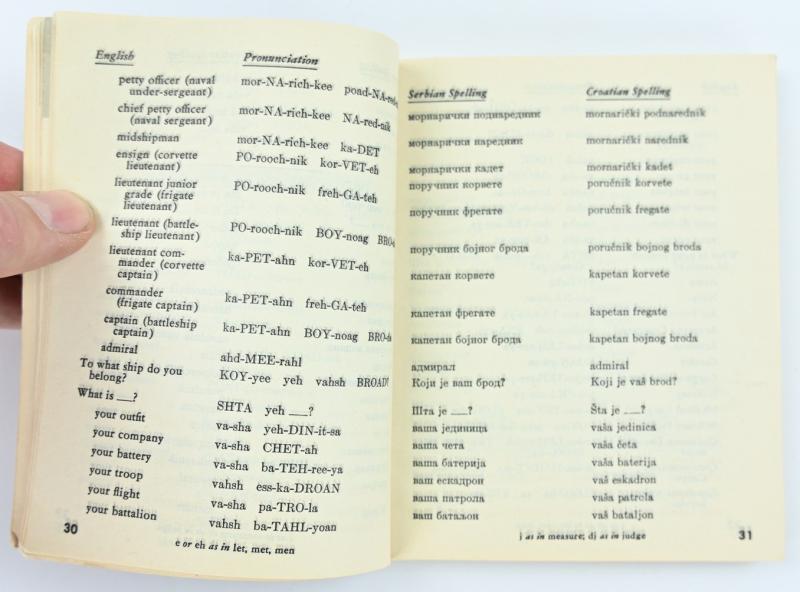 English Pronunciation
petty officer (naval mor-NA-rich-kee poad-NA-red-
under-sergeant)
chief petty officer mor-NA-rich-kee NA-red-nik
(naval sergeant)
midshipman mor-NA-rich-kee ka-DET
ensign (corvette PO-rooch-nik kor-VET-eh
lieutenant)
lieutenant junior PO-rooch-nik freh-GA-teh
grade (frigate
lieutenant)
lieutenant (battle- PO-rooch-nik BOY-noag BRO-
ship lieutenant)
lieutenant com- ka-PET-ahn kor-VET-eh
mander (corvette
captain)
commander ka-PET-ahn freh-GA-teh
(frigate captain)
captain (battleship ka-PET-ahn BOY-noag BRO-
captain)
admiral ahd-MEE-rahl
To what ship do you KOY-yee yeh vahsh BROAD?
belong?
What is ___? SHTA yeh ___?
your outfit va-sha yeh-DIN-it-sa
your company va-sha CHET-ah
your battery va-sha ba-TEH-ree-ya
your troop vahsh ess-ka-DROAN
your flight va-sha pa-TRO-la
your battalion vahsh ba-TAHL-yoan
30
e or eh as in let, met, men
Serbian Spelling Croatian Spelling
морнарички поднаредник mornarički podnarednik
морнарички наредник mornarički narednik
морнарички кадет mornarički kadet
поручник корвете poručnik korvete
поручник фрегате poručnik fregate
поручник бојног брода poručnik bojnog broda
капетан корвете kapetan korvete
капетан фрегате kapetan fregate
капетан бојног брода kapetan bojnog broda
адмирал admiral
Који је ваш брод? Koji je vaš brod?
Шта је ___? Šta je ___?
ваша јединица vaša jedinica
ваша чета vaša četa
ваша батерија vaša baterija
ваш ескадрон vaš eskadron
ваша патрола vaša patrola
ваш батаљон vaš bataljon
j as in measure; dj as in judge
31